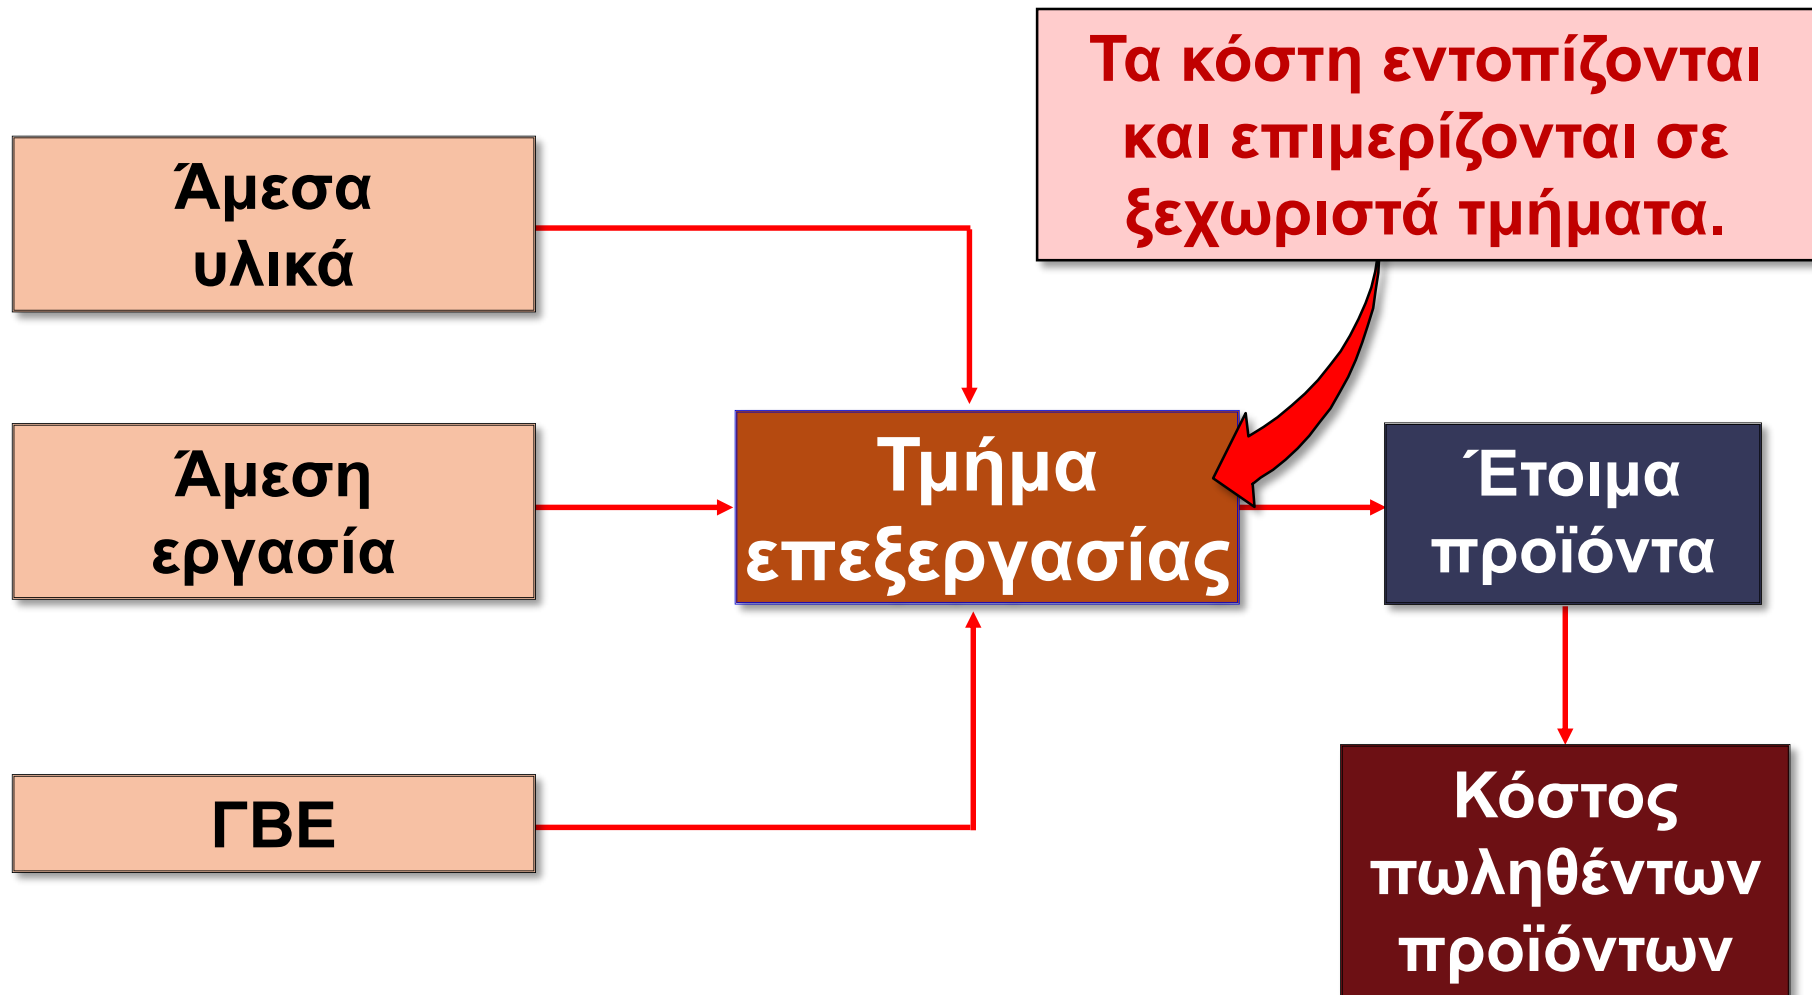 Τα κόστη εντοπίζονται
και επιμερίζονται σε
ξεχωριστά τμήματα.
Άμεσα
υλικά
Άμεση
εργασία
Τμήμα
επεξεργασίας
Έτοιμα
προϊόντα
ΓΒΕ
Κόστος
πωληθέντων
προϊόντων